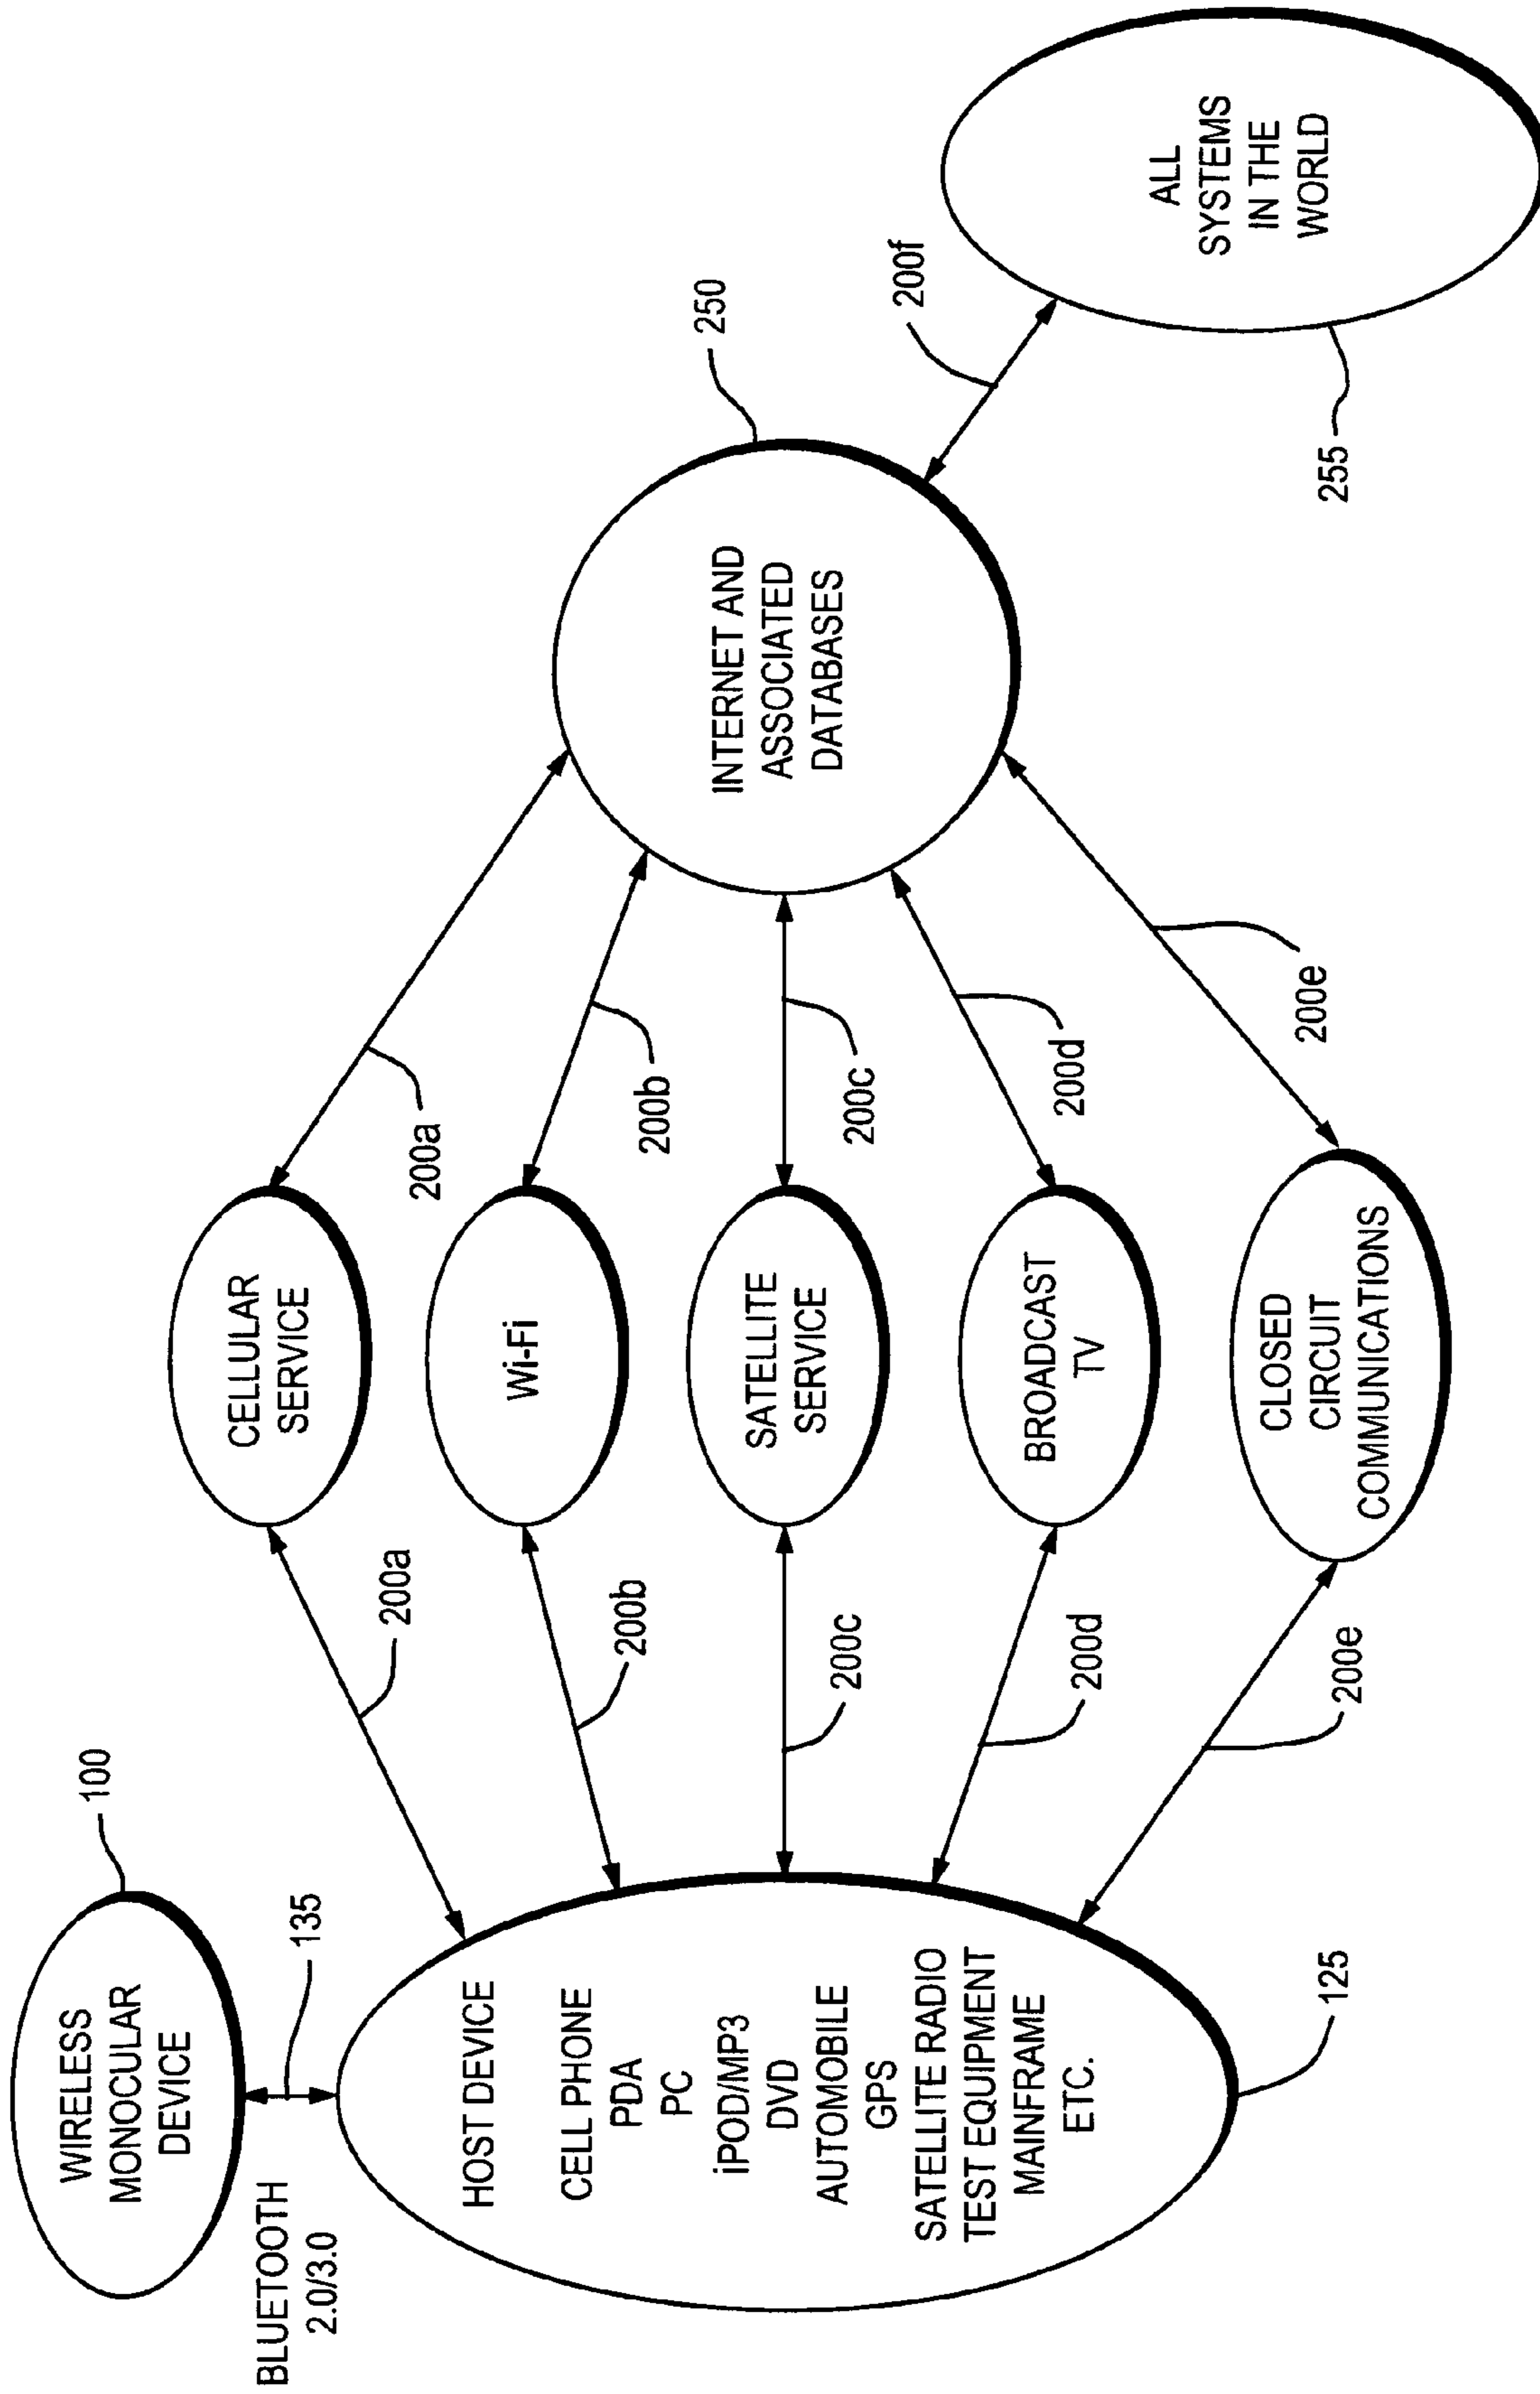 WIRELESS
MONOCULAR
DEVICE
100
BLUETOOTH
2.0/3.0
135
HOST DEVICE
CELL PHONE
PDA
PC
iPOD/MP3
DVD
AUTOMOBILE
GPS
SATELLITE RADIO
TEST EQUIPMENT
MAINFRAME
ETC.
125
200a
200b
200c
200d
200e
CELLULAR
SERVICE
Wi-Fi
SATELLITE
SERVICE
BROADCAST
TV
CLOSED
CIRCUIT
COMMUNICATIONS
200a
200b
200c
200d
200e
INTERNET AND
ASSOCIATED
DATABASES
250
200f
ALL
SYSTEMS
IN THE
WORLD
255